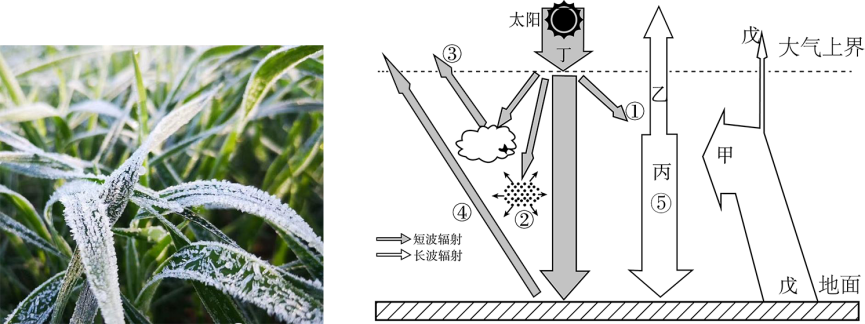 太阳
丁
戊
大气上界
③
①
乙
甲
丙
⑤
②
④
短波辐射
长波辐射
戊
地面